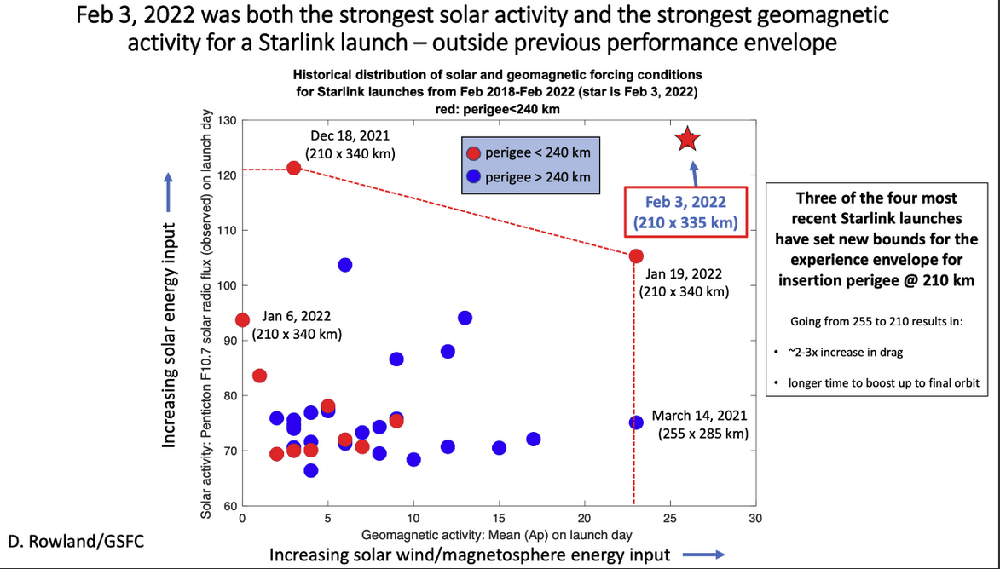 Feb 3, 2022 was both the strongest solar activity and the strongest geomagnetic
activity for a Starlink launch – outside previous performance envelope
Historical distribution of solar and geomagnetic forcing conditions
for Starlink launches from Feb 2018-Feb 2022 (star is Feb 3, 2022)
red: perigee<240 km
Increasing solar energy input
Solar activity: Penticton F10.7 solar radio flux (observed) on launch day
130
120
110
100
90
80
70
60
Dec 18, 2021
(210 x 340 km)
perigee < 240 km
perigee > 240 km
Feb 3, 2022
(210 x 335 km)
Jan 19, 2022
(210 x 340 km)
Jan 6, 2022
(210 x 340 km)
March 14, 2021
(255 x 285 km)
0
5
10
15
20
25
30
Geomagnetic activity: Mean (Ap) on launch day
Increasing solar wind/magnetosphere energy input
Three of the four most
recent Starlink launches
have set new bounds for the
experience envelope for
insertion perigee @ 210 km
Going from 255 to 210 results in:
• ~2-3x increase in drag
• longer time to boost up to final orbit
D. Rowland/GSFC